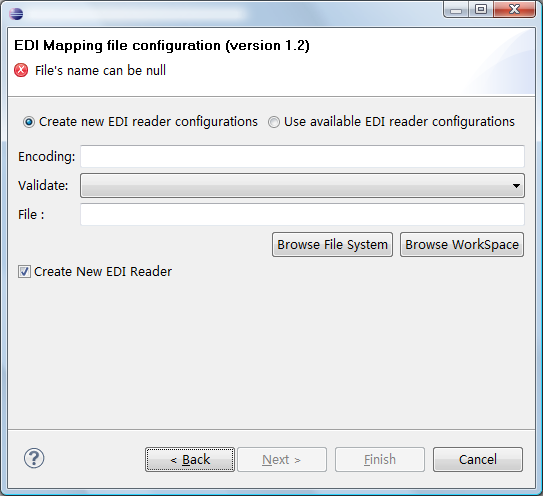 EDI Mapping file configuration (version 1.2)
File's name can be null
Create new EDI reader configurations Use available EDI reader configurations
Encoding:
Validate:
File :
Browse File System Browse WorkSpace
Create New EDI Reader
? < Back Next > Finish Cancel